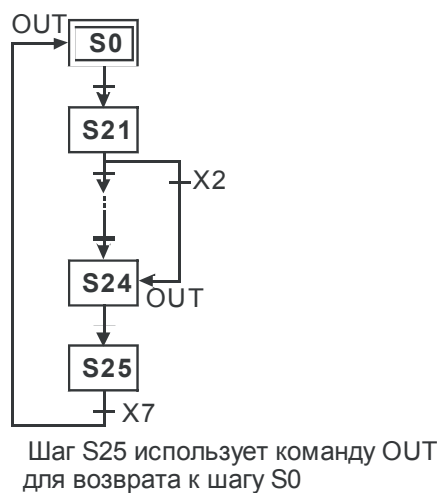 OUT
S0
S21
X2
S24
OUT
S25
X7
Шаг S25 использует команду OUT
для возврата к шагу S0